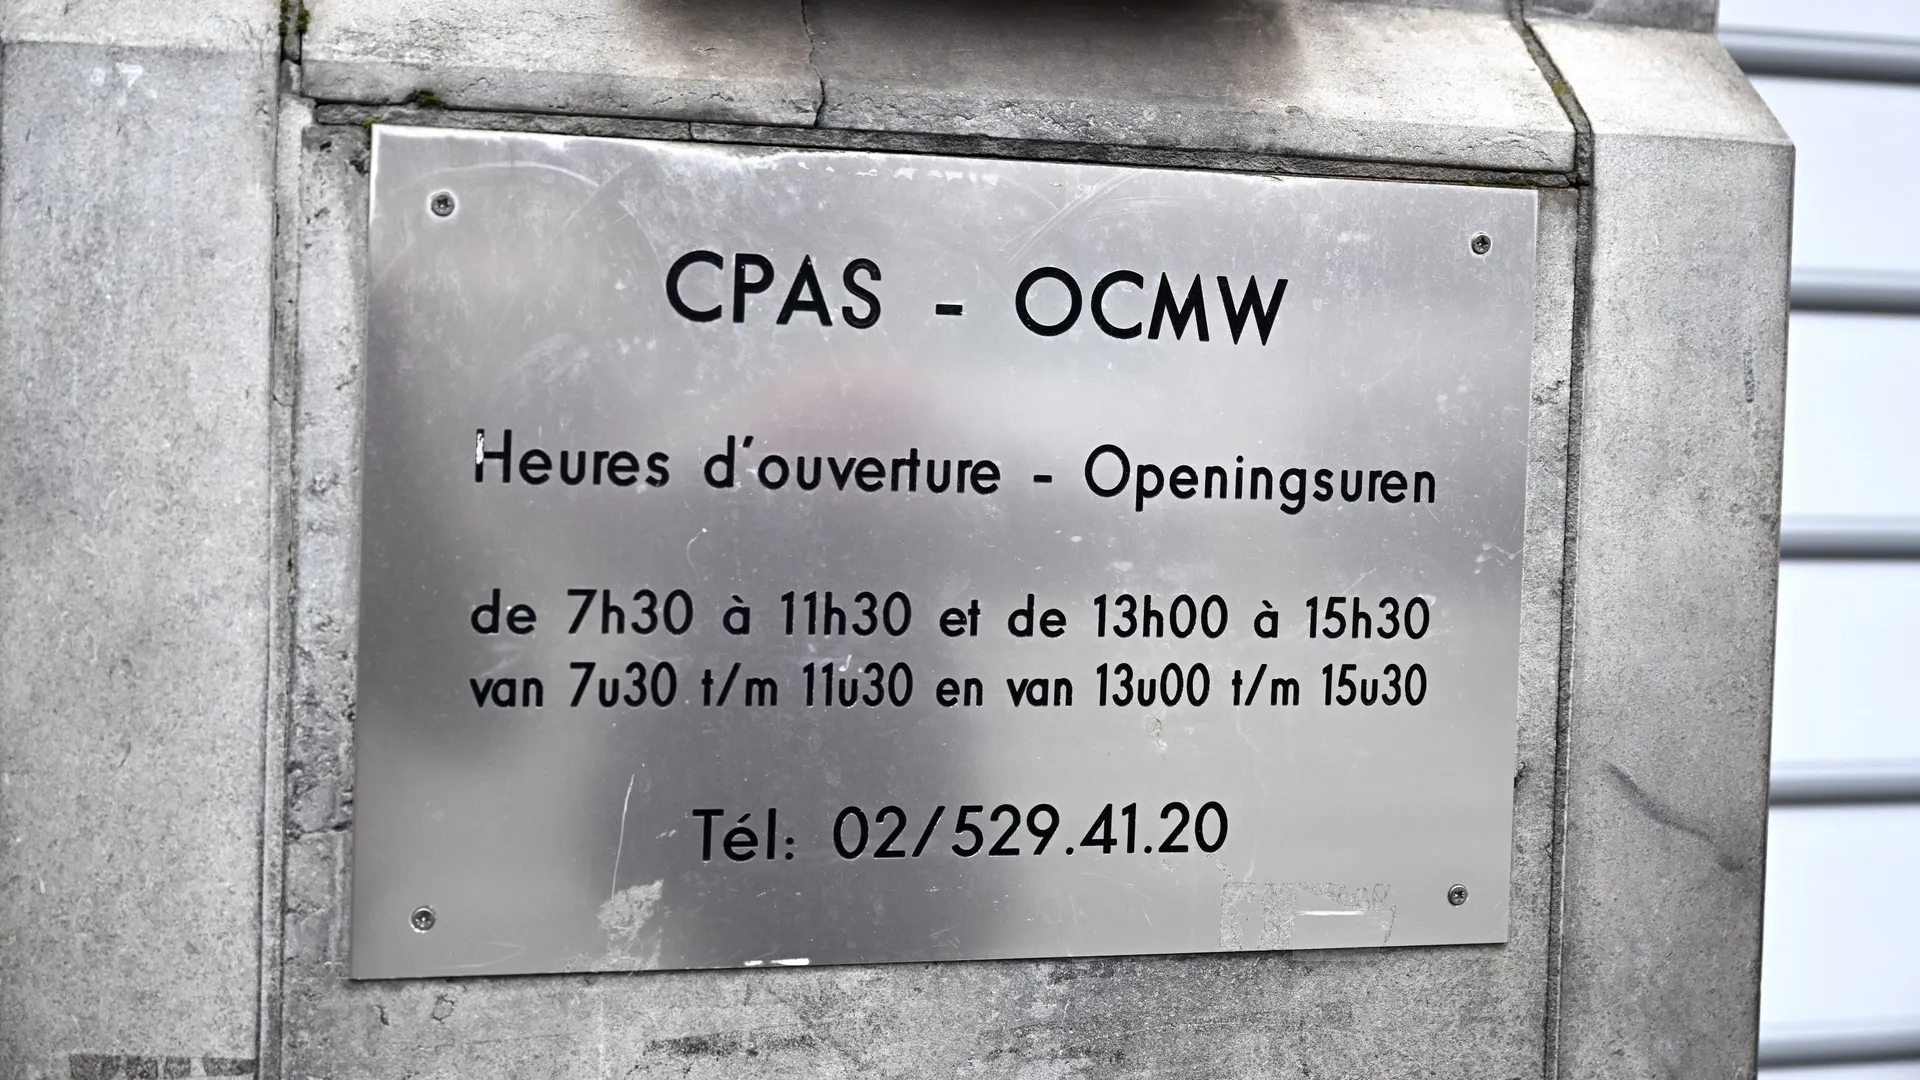 CPAS - OCMW
Heures d'ouverture - Openingsuren
de 7h30 à 11h30 et de 13h00 à 15h30
van 7u30 t/m 11u30 en van 13u00 t/m 15u30
Tél: 02/529.41.20